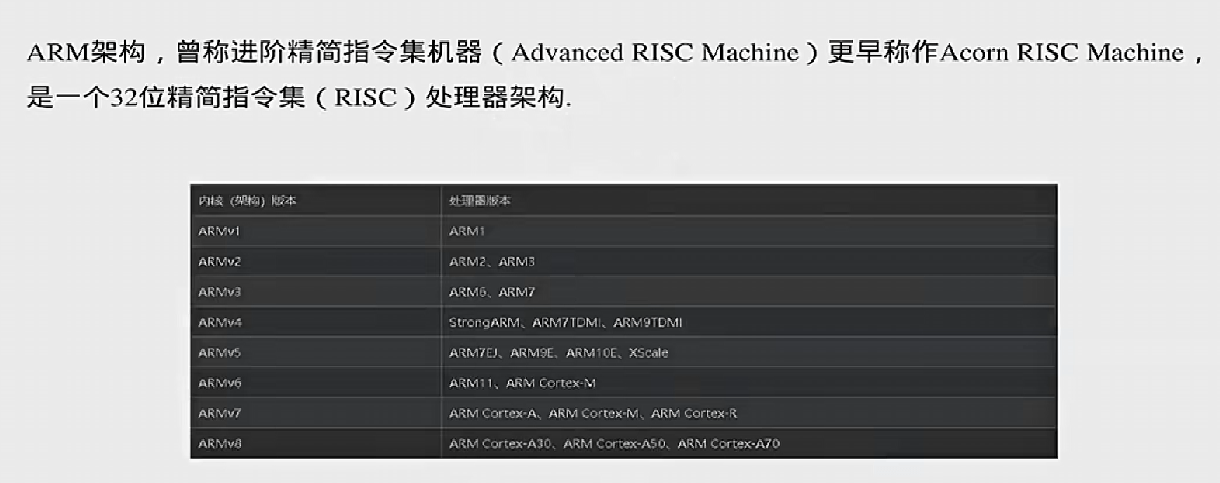 ARM架构，曾称进阶精简指令集机器（Advanced RISC Machine）更早称作Acorn RISC Machine，
是一个32位精简指令集（RISC）处理器架构.
内核（架构）版本 处理器版本
ARMv1 ARM1
ARMv2 ARM2、ARM3
ARMv3 ARM6、ARM7
ARMv4 StrongARM、ARM7TDMI、ARM9TDMI
ARMv5 ARM7EJ、ARM9E、ARM10E、XScale
ARMv6 ARM11、ARM Cortex-M
ARMv7 ARM Cortex-A、ARM Cortex-M、ARM Cortex-R
ARMv8 ARM Cortex-A30、ARM Cortex-A50、ARM Cortex-A70